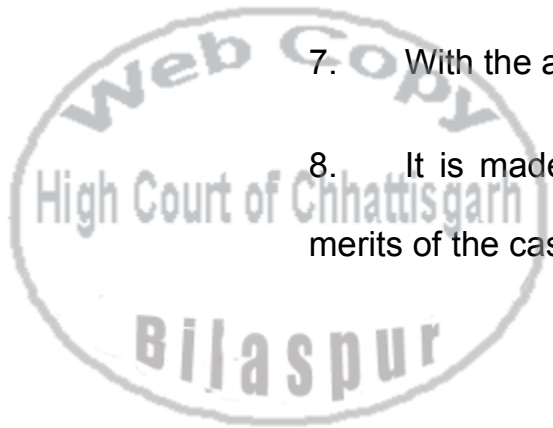 Web Copy
7. With the a
8. It is made
High Court of Chhattisgarh
merits of the cas
Bilaspur